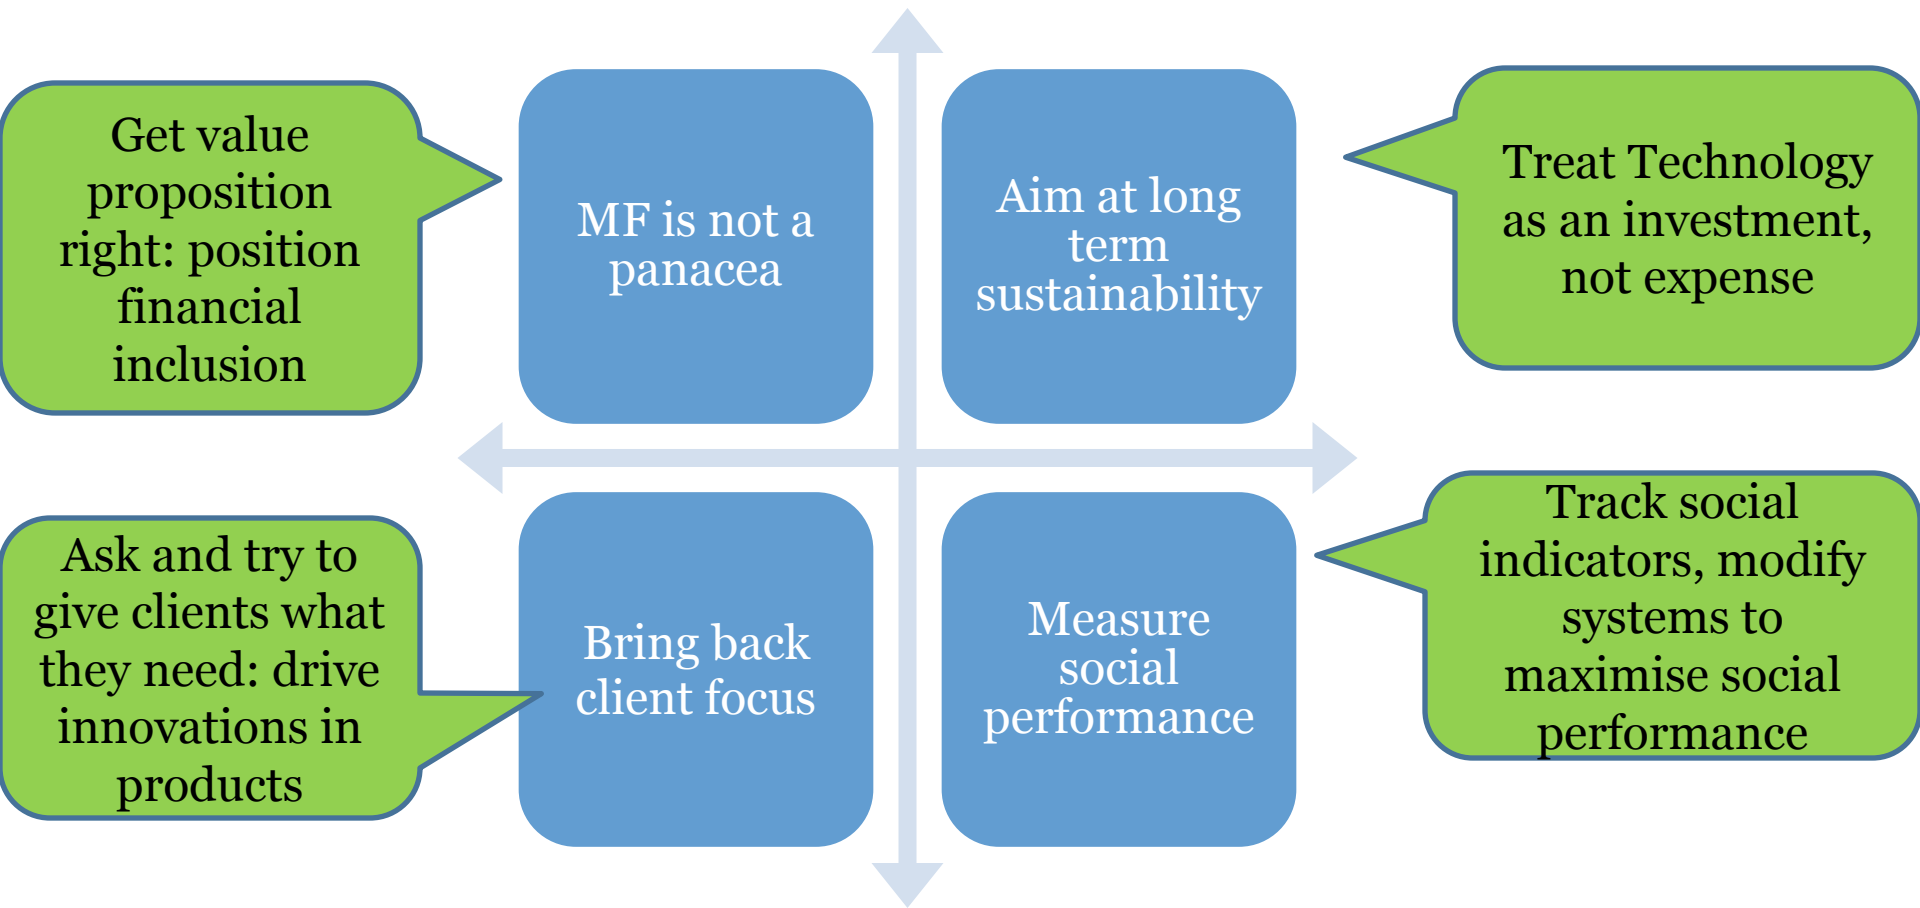 Get value
proposition
right: position
financial
inclusion
MF is not a
panacea
Aim at long
term
sustainability
Treat Technology
as an investment,
not expense
Ask and try to
give clients what
they need: drive
innovations in
products
Bring back
client focus
Measure
social
performance
Track social
indicators, modify
systems to
maximise social
performance